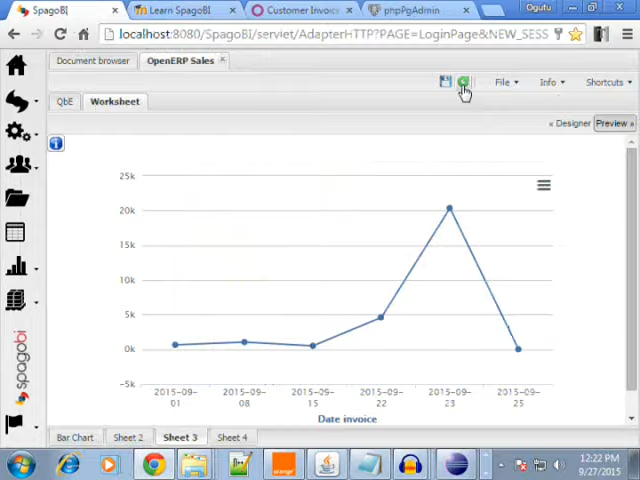 SpagoBI
Learn SpagoBI
Customer Invoic
phpPgAdmin
Ogutu
localhost:8080/SpagoBI/servlet/AdapterHTTP?PAGE=LoginPage&NEW_SESS
Document browser
OpenERP Sales
File
Info
Shortcuts
QbE
Worksheet
« Designer
Preview »
25k
20k
15k
10k
5k
0k
−5k
2015-09-
01
2015-09-
08
2015-09-
15
2015-09-
22
2015-09-
23
2015-09-
25
Date invoice
spagobi
Bar Chart
Sheet 2
Sheet 3
Sheet 4
orange
12:22 PM
9/27/2015